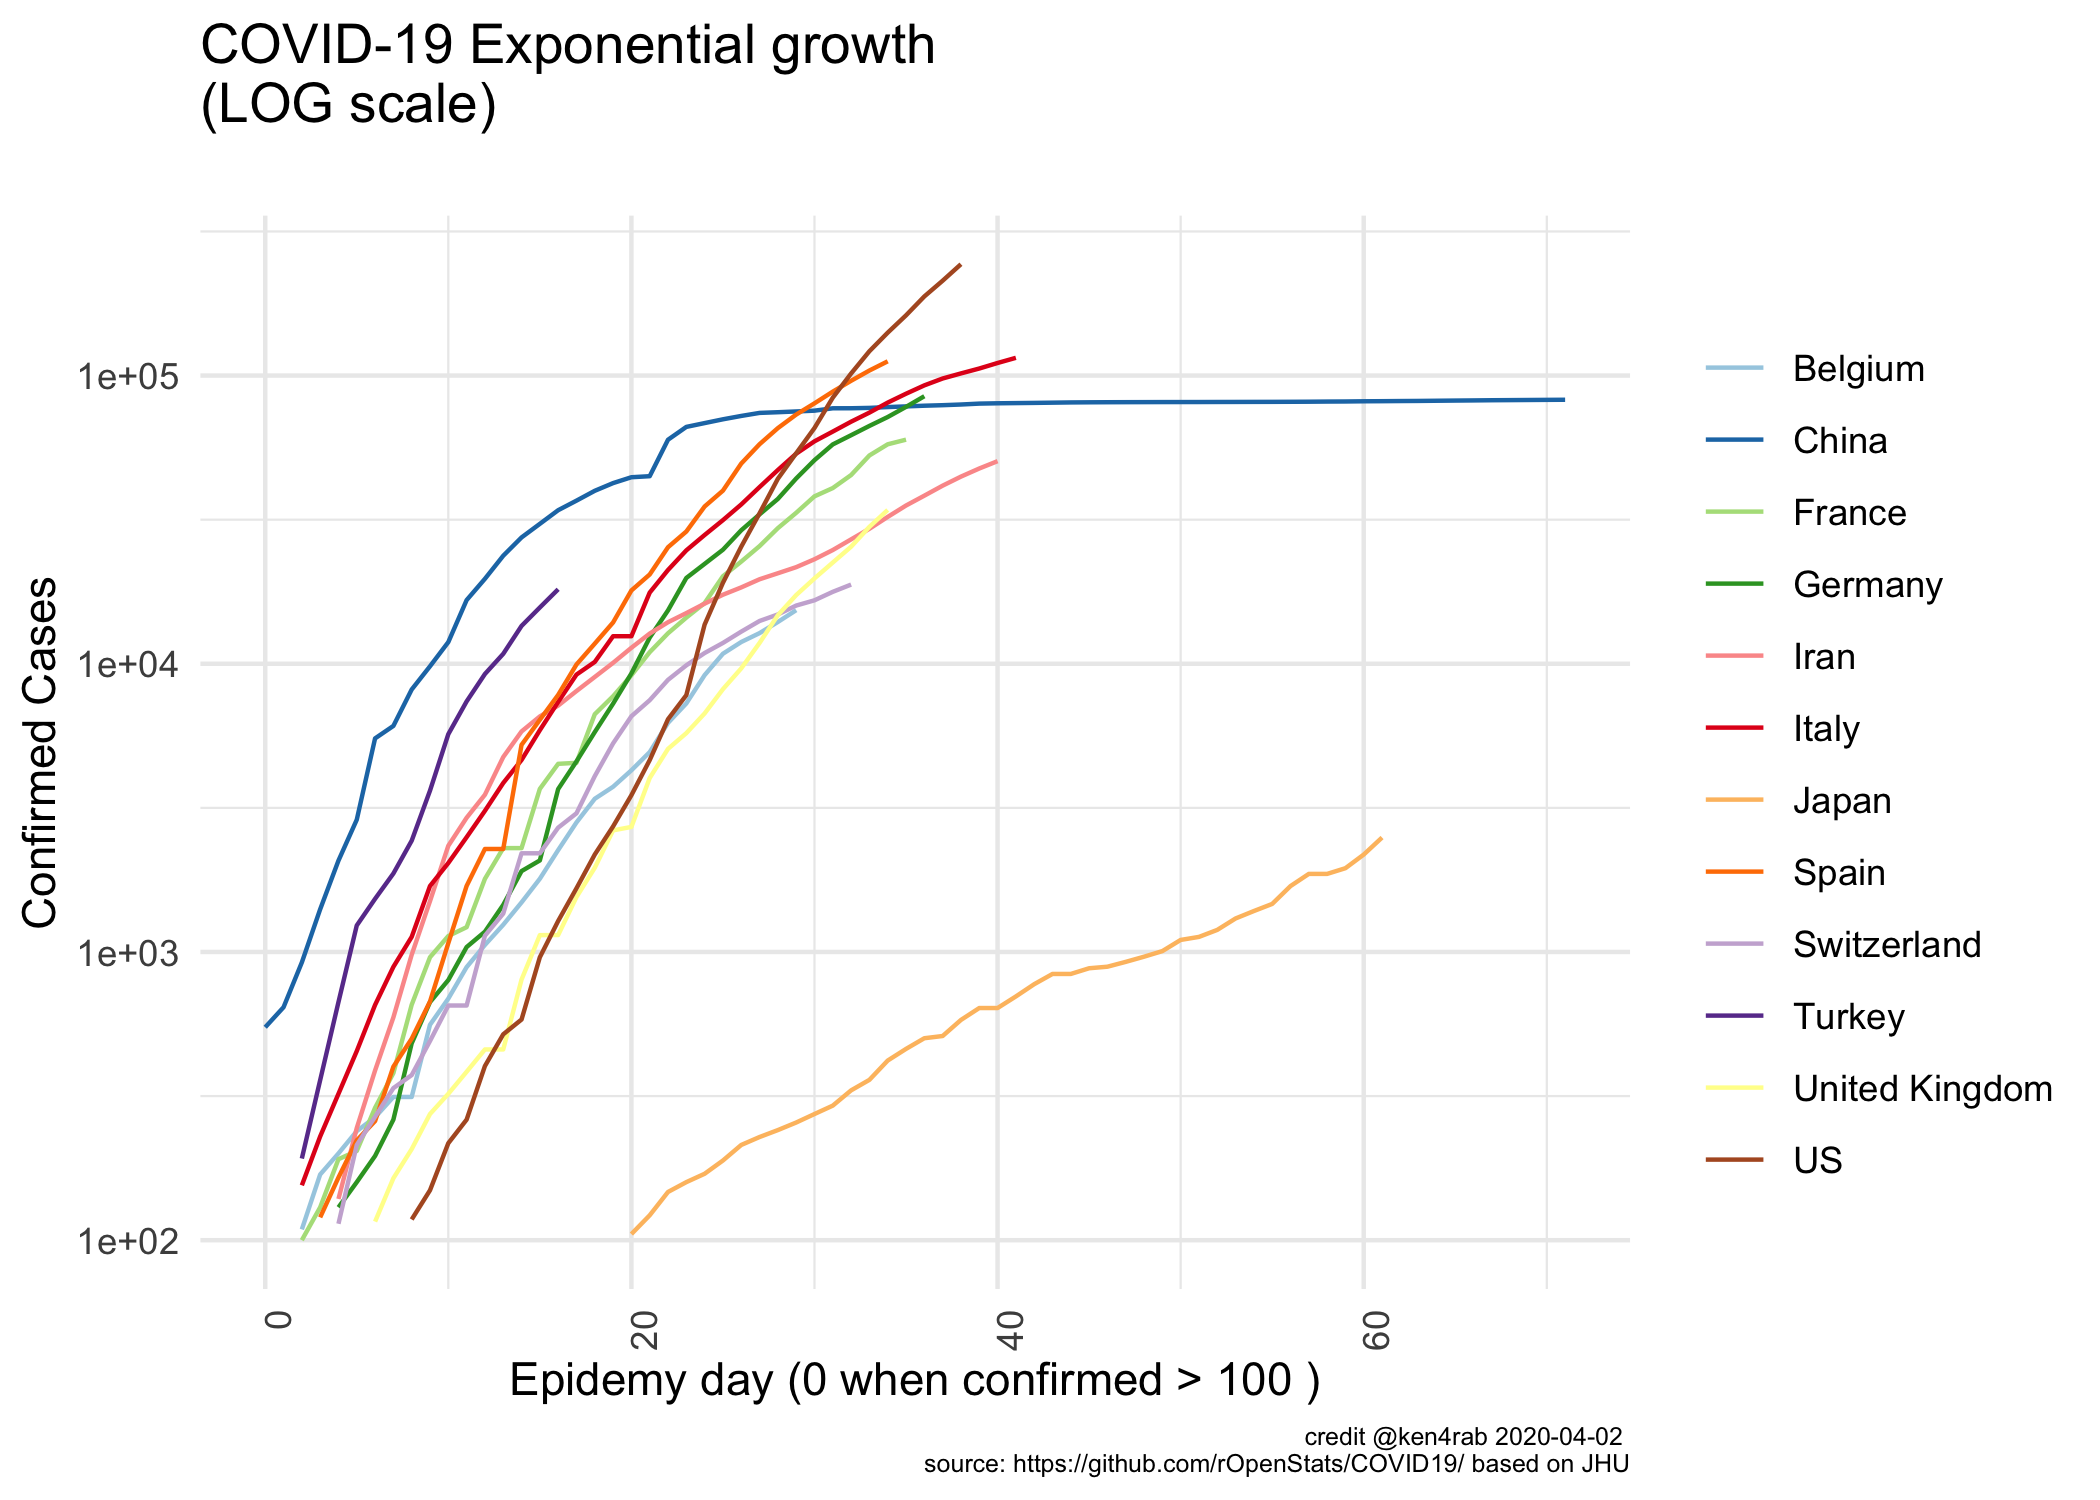 COVID-19 Exponential growth
(LOG scale)
Confirmed Cases
1e+05
1e+04
1e+03
1e+02
0
20
40
60
Epidemy day (0 when confirmed > 100 )
Belgium
China
France
Germany
Iran
Italy
Japan
Spain
Switzerland
Turkey
United Kingdom
US
credit @ken4rab 2020-04-02
source: https://github.com/rOpenStats/COVID19/ based on JHU